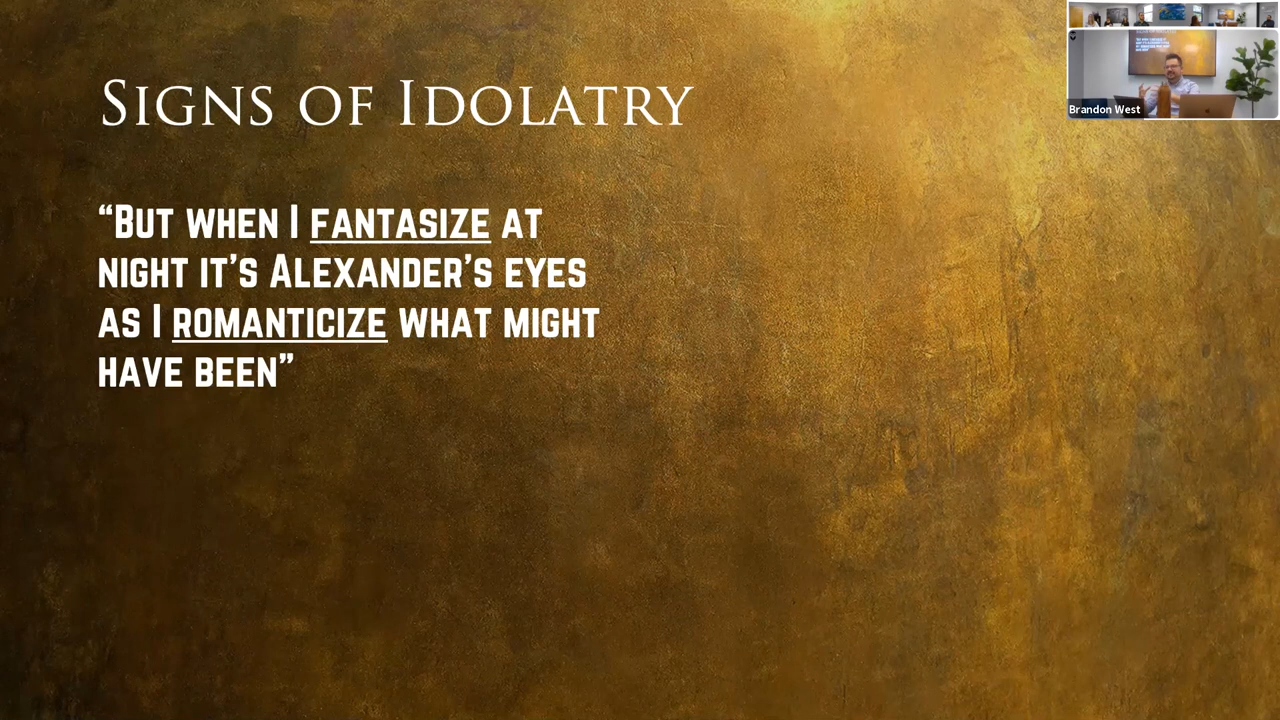 Signs of Idolatry
“But when I fantasize at
night it’s Alexander’s eyes
as I romanticize what might
have been”
Brandon West